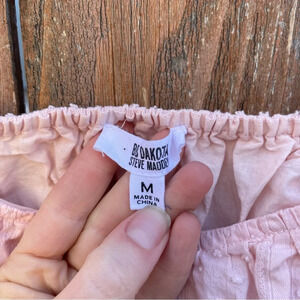 BB DAKOTA
STEVE MADDEN
M
MADE IN
CHINA